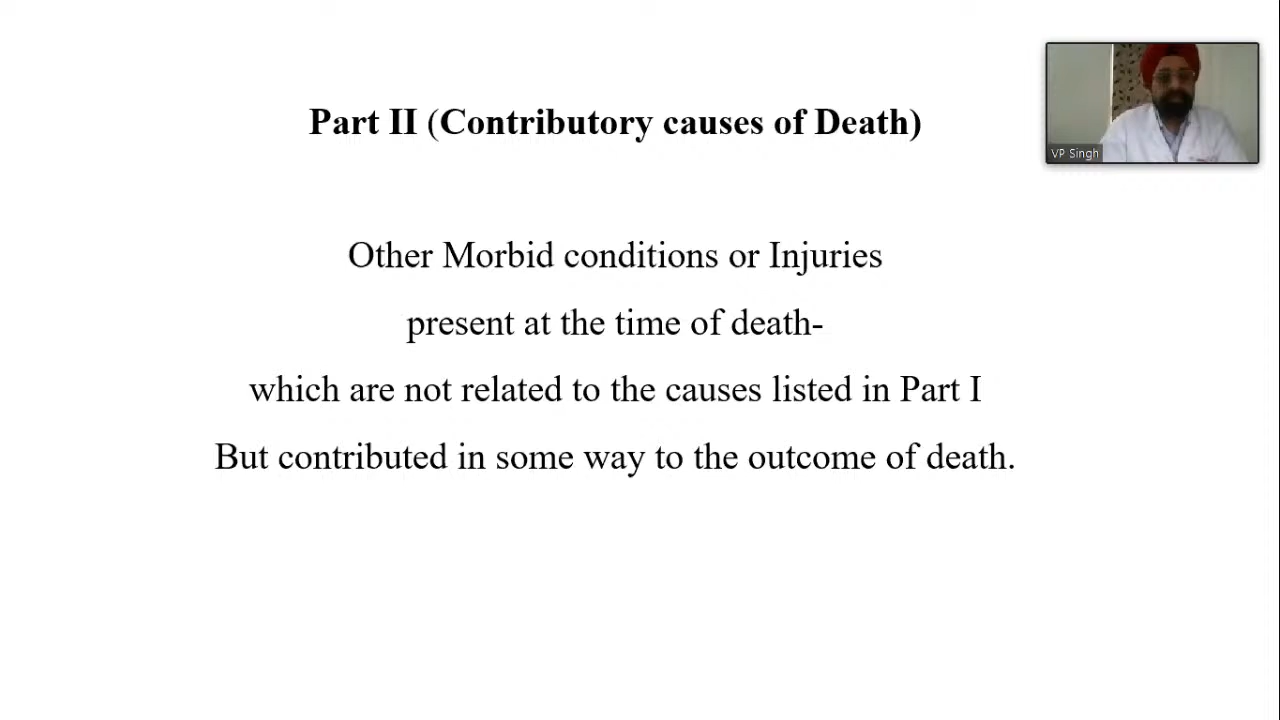 Part II (Contributory causes of Death)
VP Singh
Other Morbid conditions or Injuries
present at the time of death-
which are not related to the causes listed in Part I
But contributed in some way to the outcome of death.